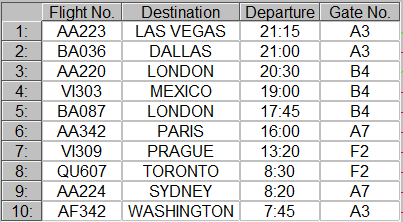 Flight No. Destination Departure Gate No.
1: AA223 LAS VEGAS 21:15 A3
2: BA036 DALLAS 21:00 A3
3: AA220 LONDON 20:30 B4
4: VI303 MEXICO 19:00 B4
5: BA087 LONDON 17:45 B4
6: AA342 PARIS 16:00 A7
7: VI309 PRAGUE 13:20 F2
8: QU607 TORONTO 8:30 F2
9: AA224 SYDNEY 8:20 A7
10: AF342 WASHINGTON 7:45 A3